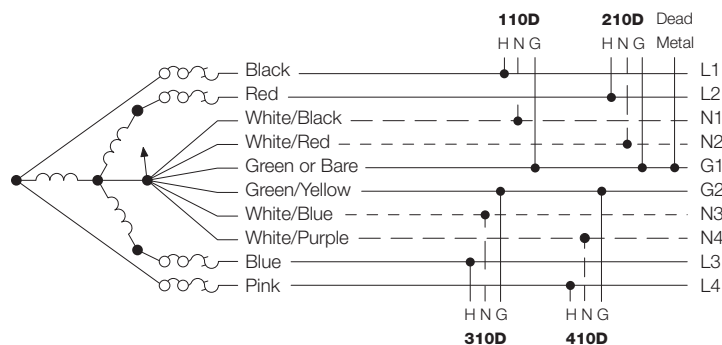 110D 210D Dead
H N G H N G Metal
Black L1
Red L2
White/Black N1
White/Red N2
Green or Bare G1
Green/Yellow G2
White/Blue N3
White/Purple N4
Blue L3
Pink L4
H N G H N G
310D 410D